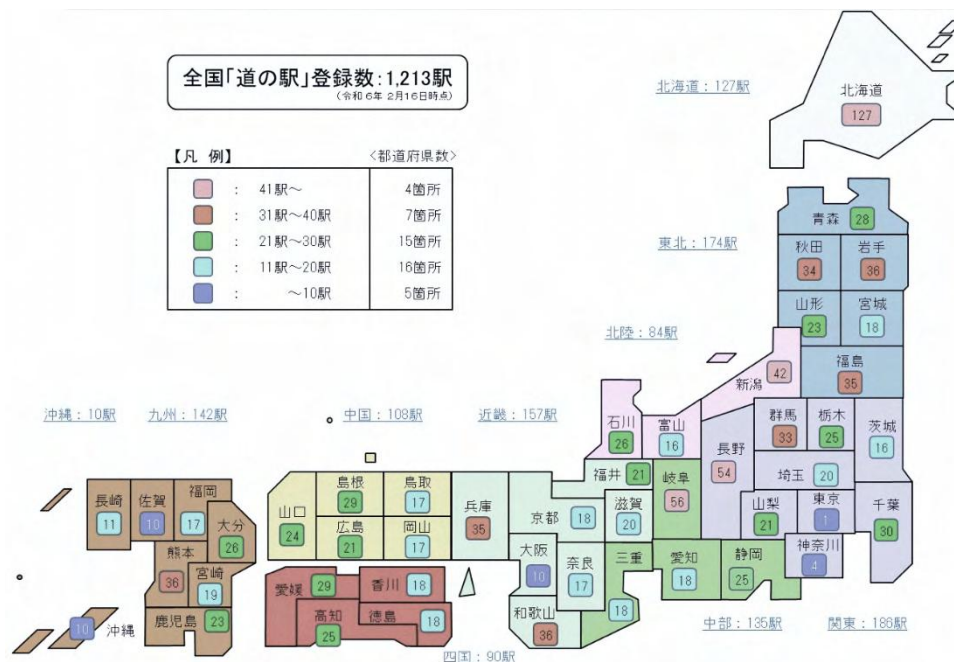 全国「道の駅」登録数:1,213駅
(令和6年 2月16日時点)
【凡 例】 <都道府県数>
: 41駅~ 4箇所
: 31駅~40駅 7箇所
: 21駅~30駅 15箇所
: 11駅~20駅 16箇所
: ~10駅 5箇所
北海道:127駅
北海道
127
東北:174駅
青森 28
秋田 岩手
34 36
山形 宮城
23 18
福島
35
北陸:84駅
新潟
42
石川
26
富山
16
群馬
33
栃木
25
茨城
16
長野
54
埼玉 20
山梨
21
東京
1
千葉
30
神奈川
4
福井 21
岐阜
56
滋賀
20
京都 18
兵庫
35
大阪
10
奈良
17
三重
18
愛知
18
静岡
25
和歌山
36
中部:135駅
関東:186駅
近畿:157駅
中国:108駅
島根
29
鳥取
17
山口
24
広島
21
岡山
17
愛媛 29
香川 18
高知
25
徳島 18
四国:90駅
沖縄:10駅
九州:142駅
長崎
11
佐賀
10
福岡
17
大分
26
熊本
36
宮崎
19
鹿児島 23
10 沖縄